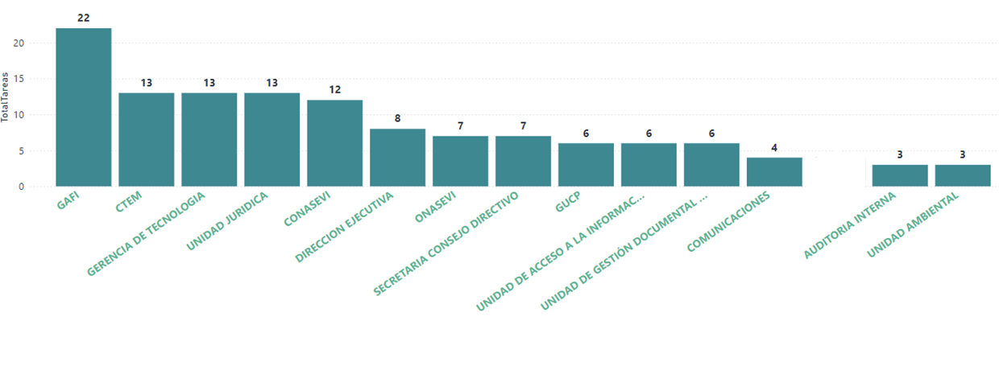 TotalTareas
20
15
10
5
0
22
13
13
13
12
8
7
7
6
6
6
4
3
3
GAFI
CTEM
GERENCIA DE TECNOLOGIA
UNIDAD JURIDICA
CONASEVI
DIRECCION EJECUTIVA
ONASEVI
SECRETARIA CONSEJO DIRECTIVO
GUCP
UNIDAD DE ACCESO A LA INFORMAC...
UNIDAD DE GESTIÓN DOCUMENTAL ...
COMUNICACIONES
AUDITORIA INTERNA
UNIDAD AMBIENTAL